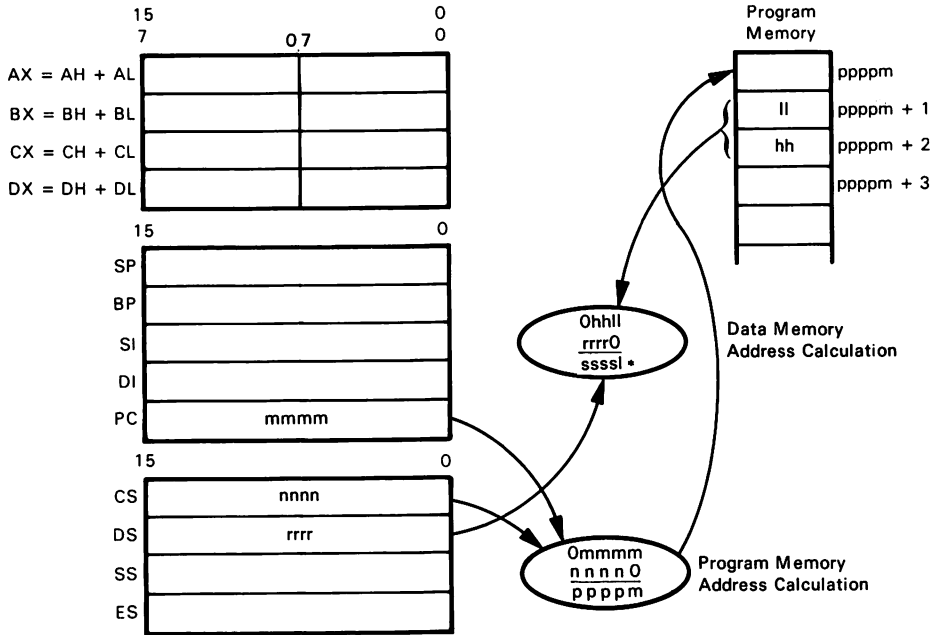 15 0
7 0 7 0
AX = AH + AL
BX = BH + BL
CX = CH + CL
DX = DH + DL
15 0
SP
BP
SI
DI
PC mmmm
15 0
CS nnnn
DS rrrr
SS
ES
Program
Memory
ppppm
ll ppppm + 1
hh ppppm + 2
ppppm + 3
0hhll
rrrr0
ssssl *
Data Memory
Address Calculation
0mmmm
n n n n 0
p p p p m
Program Memory
Address Calculation